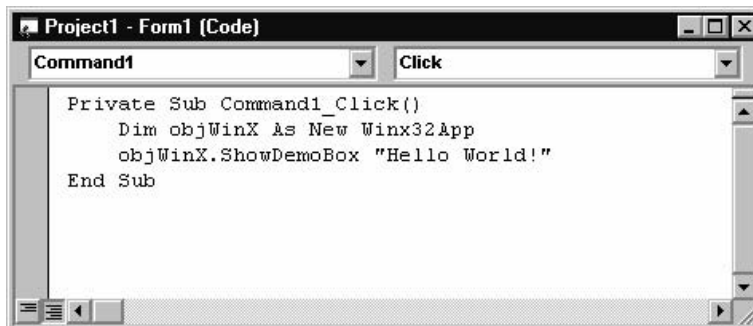 Project1 - Form1 (Code)
Command1 Click
Private Sub Command1_Click()
Dim objWinX As New Winx32App
objWinX.ShowDemoBox "Hello World!"
End Sub